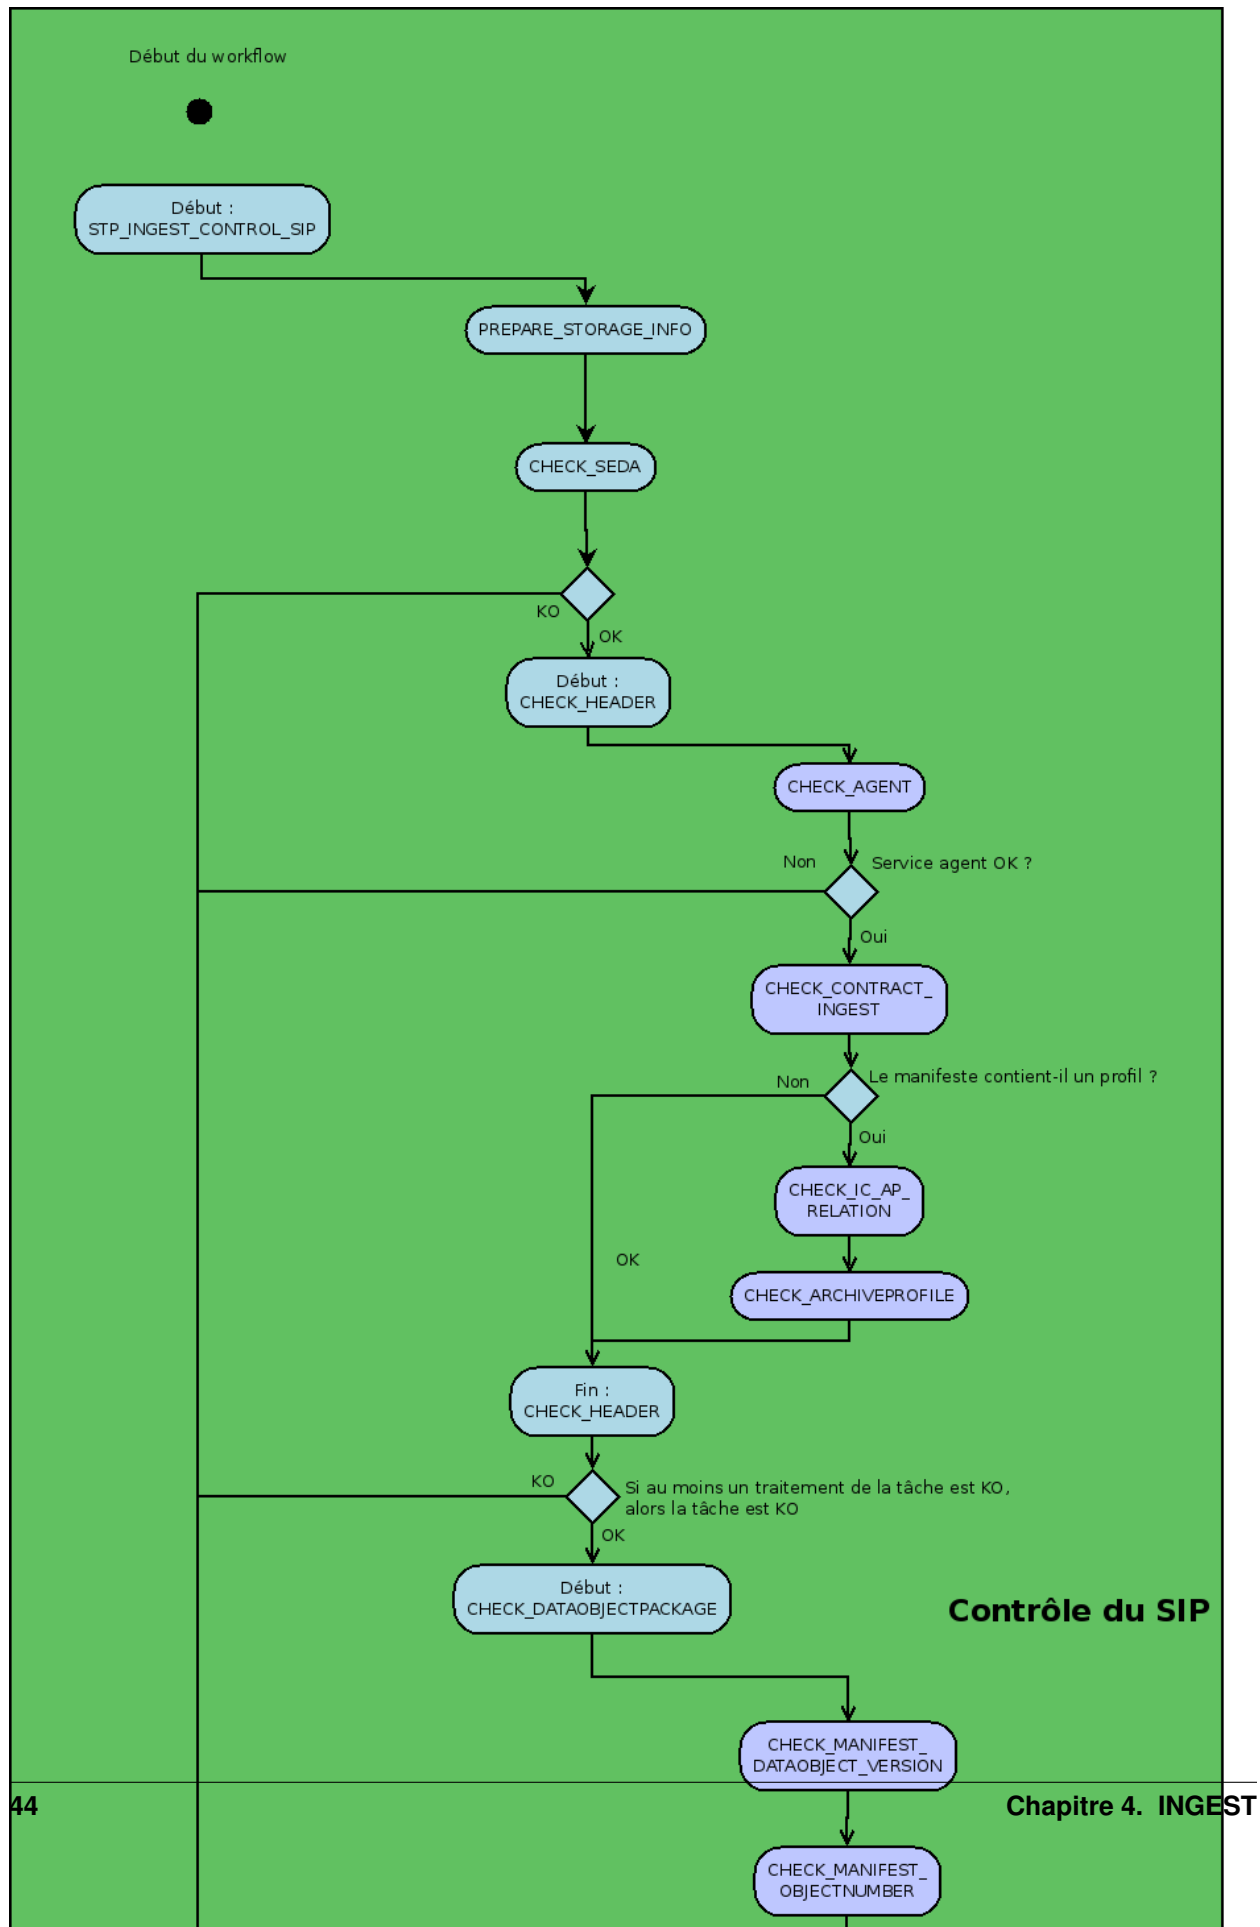 Début du workflow
Début :
STP_INGEST_CONTROL_SIP
PREPARE_STORAGE_INFO
CHECK_SEDA
KO
OK
Début :
CHECK_HEADER
CHECK_AGENT
Non
Service agent OK ?
Oui
CHECK_CONTRACT_
INGEST
Le manifeste contient-il un profil ?
Non
Oui
CHECK_IC_AP_
RELATION
OK
CHECK_ARCHIVEPROFILE
Fin :
CHECK_HEADER
KO
Si au moins un traitement de la tâche est KO,
alors la tâche est KO
OK
Début :
CHECK_DATAOBJECTPACKAGE
Contrôle du SIP
CHECK_MANIFEST_
DATAOBJECT_VERSION
44
Chapitre 4. INGEST
CHECK_MANIFEST_
OBJECTNUMBER